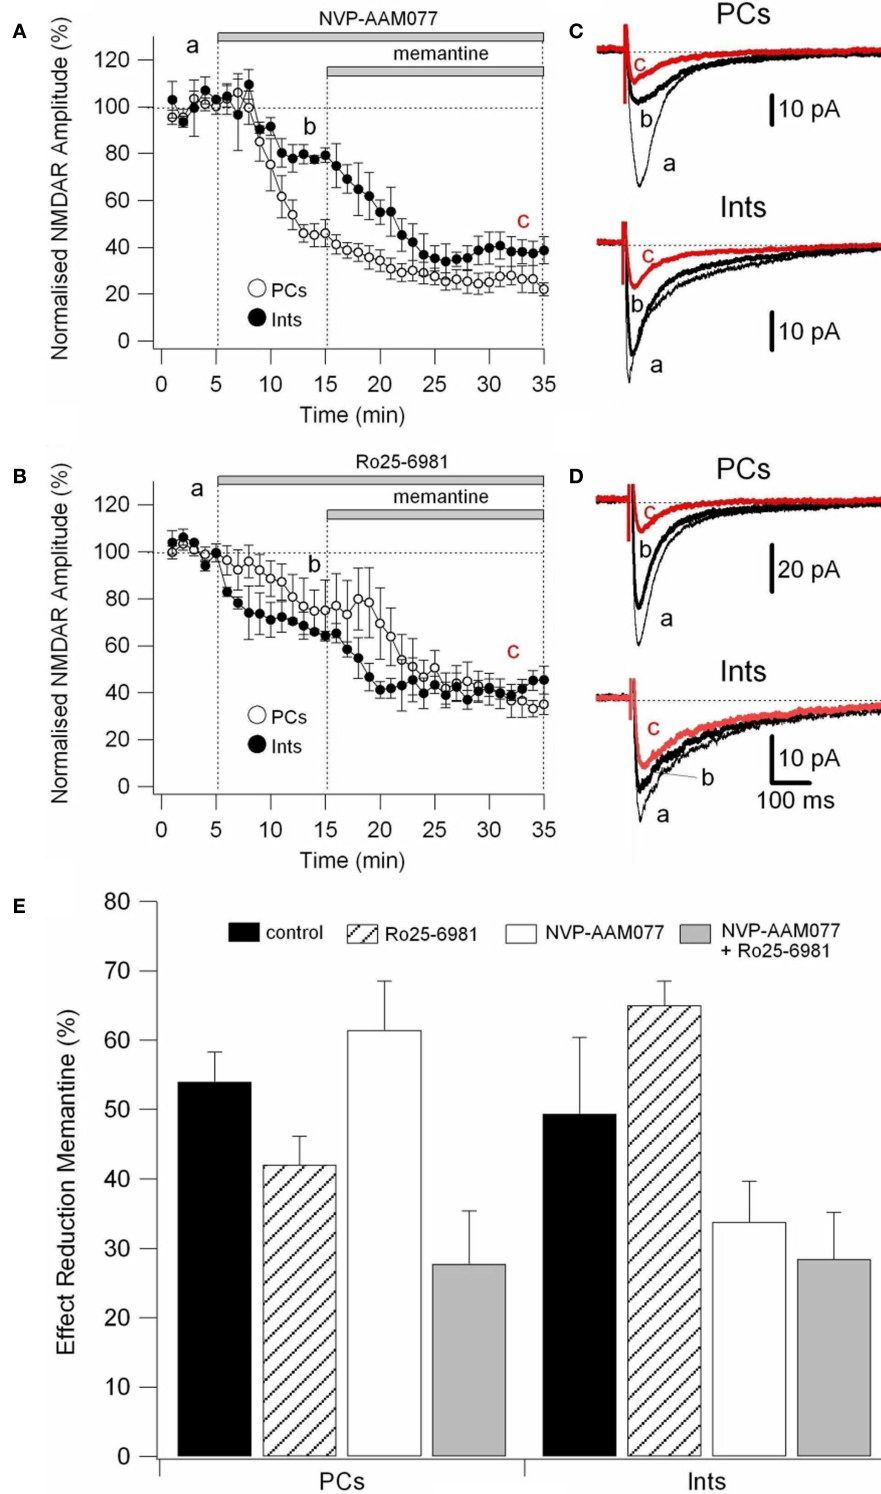 A
NVP-AAM077
memantine
a
b
c
Normalised NMDAR Amplitude (%)
120
100
80
60
40
20
0
PCs
Ints
0 5 10 15 20 25 30 35
Time (min)
C
PCs
c
b
a
10 pA
Ints
c
b
a
10 pA
B
Ro25-6981
memantine
a
b
c
Normalised NMDAR Amplitude (%)
120
100
80
60
40
20
0
PCs
Ints
0 5 10 15 20 25 30 35
Time (min)
D
PCs
c
b
a
20 pA
Ints
c
b
a
10 pA
100 ms
E
Effect Reduction Memantine (%)
80
70
60
50
40
30
20
10
0
control
Ro25-6981
NVP-AAM077
NVP-AAM077
+ Ro25-6981
PCs Ints